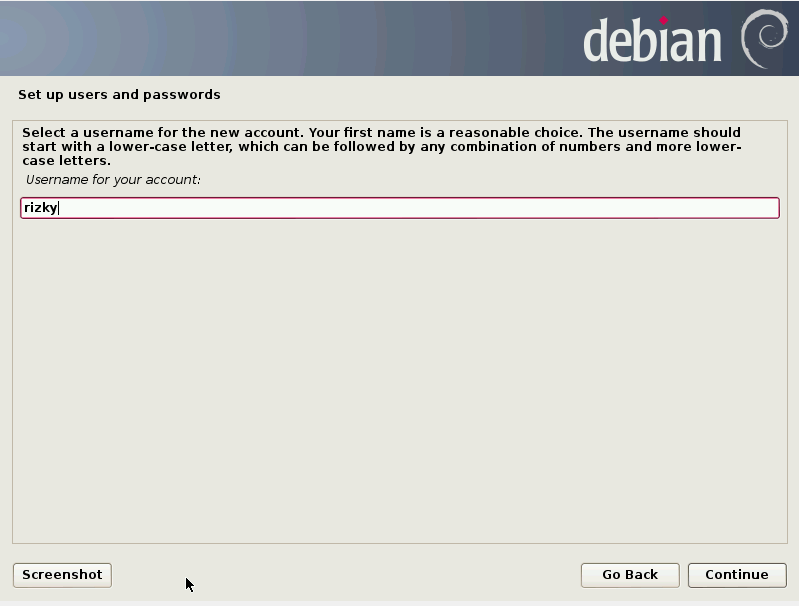 debian
Set up users and passwords
Select a username for the new account. Your first name is a reasonable choice. The username should
start with a lower-case letter, which can be followed by any combination of numbers and more lower-
case letters.
Username for your account:
rizky
Screenshot
Go Back
Continue